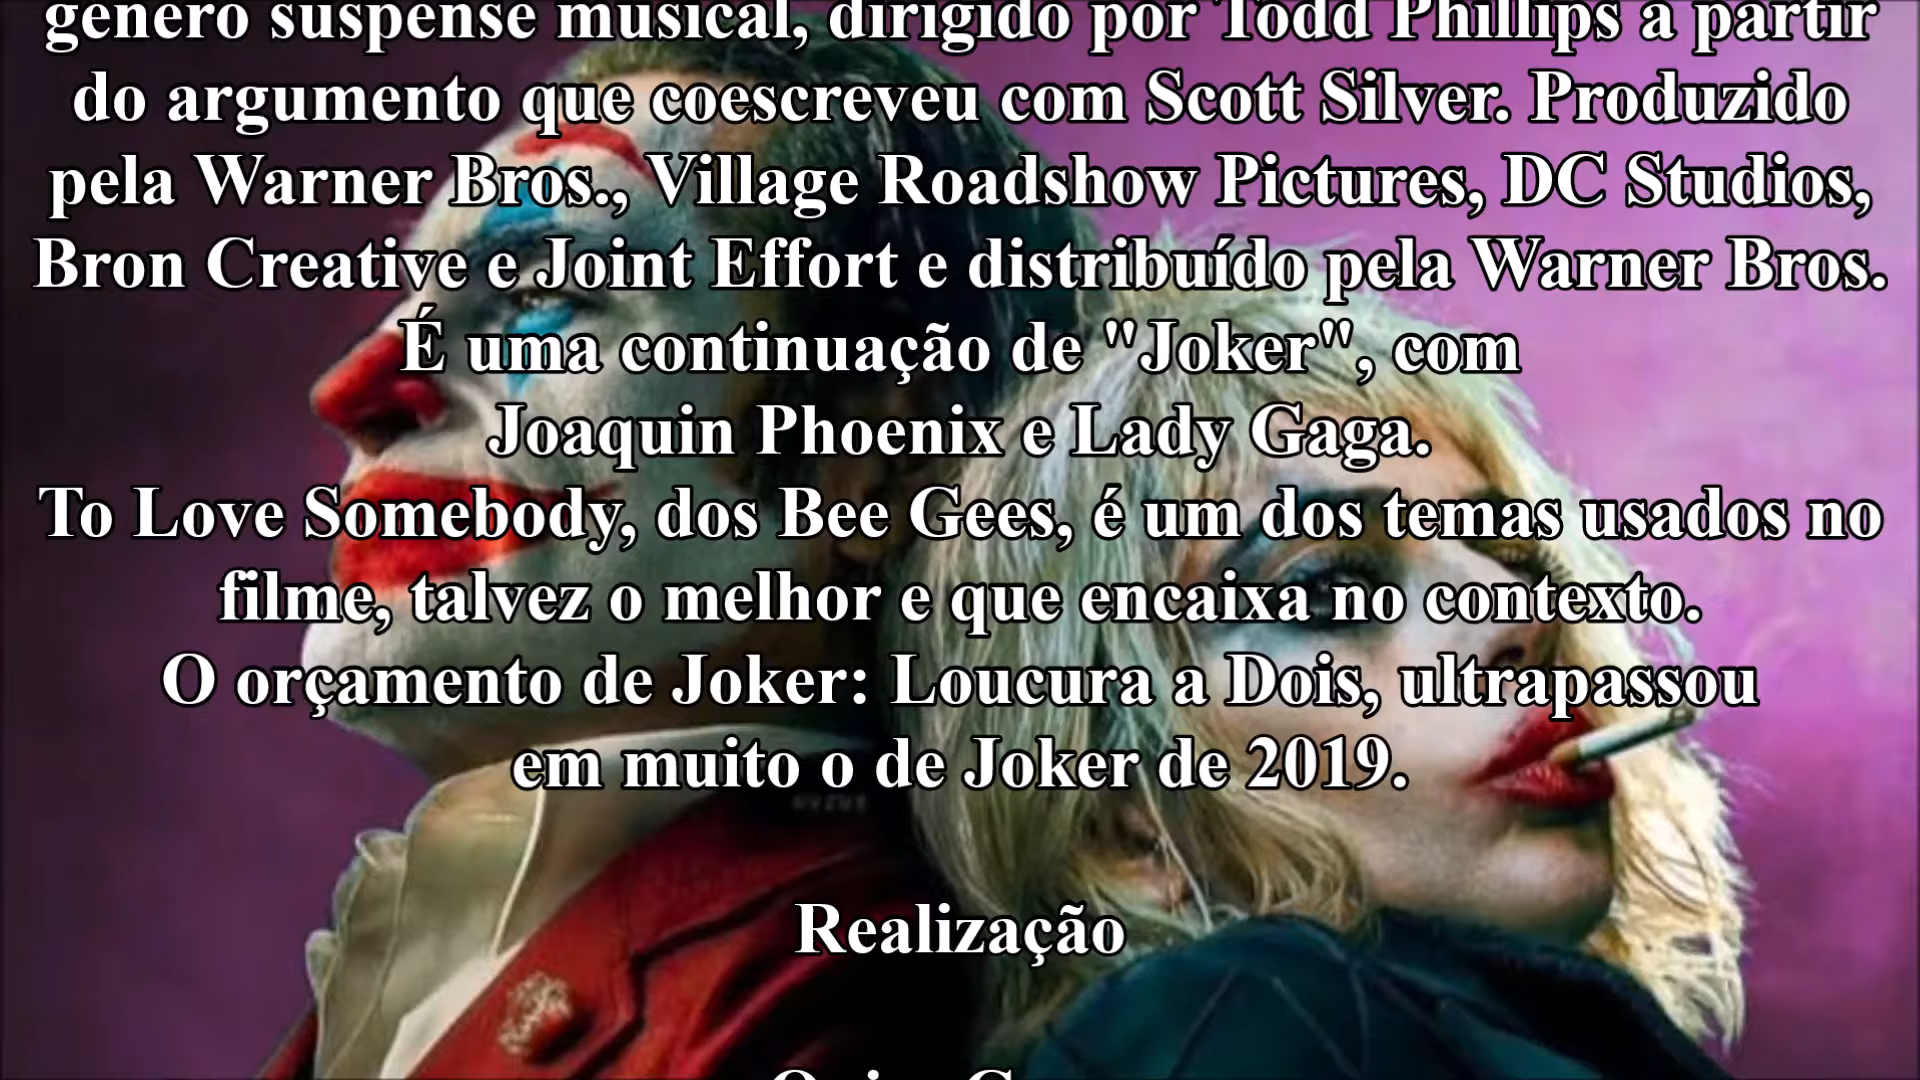 género suspense musical, dirigido por Todd Phillips a partir
do argumento que coescreveu com Scott Silver. Produzido
pela Warner Bros., Village Roadshow Pictures, DC Studios,
Bron Creative e Joint Effort e distribuído pela Warner Bros.
É uma continuação de "Joker", com
Joaquin Phoenix e Lady Gaga.
To Love Somebody, dos Bee Gees, é um dos temas usados no
filme, talvez o melhor e que encaixa no contexto.
O orçamento de Joker: Loucura a Dois, ultrapassou
em muito o de Joker de 2019.
Realização